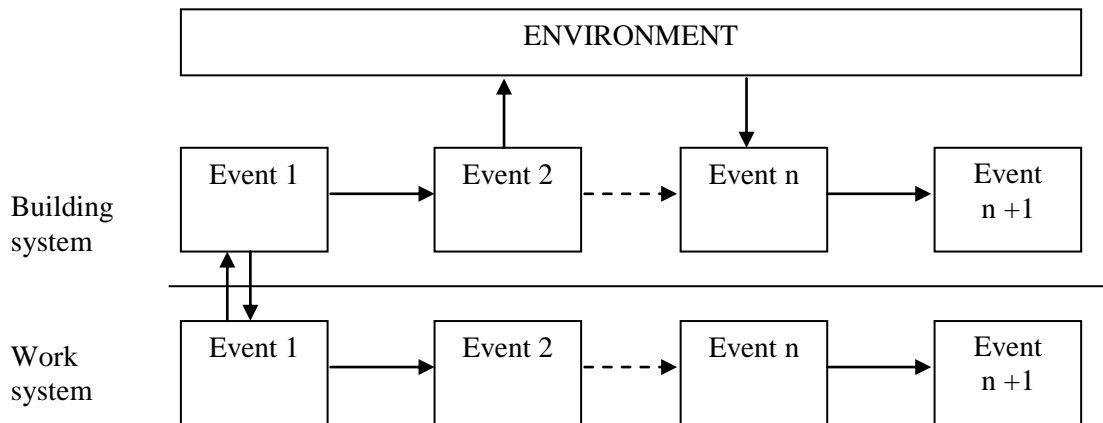 ENVIRONMENT
Event 1
Event 2
Event n
Event
n +1
Building
system
Event 1
Event 2
Event n
Event
n +1
Work
system